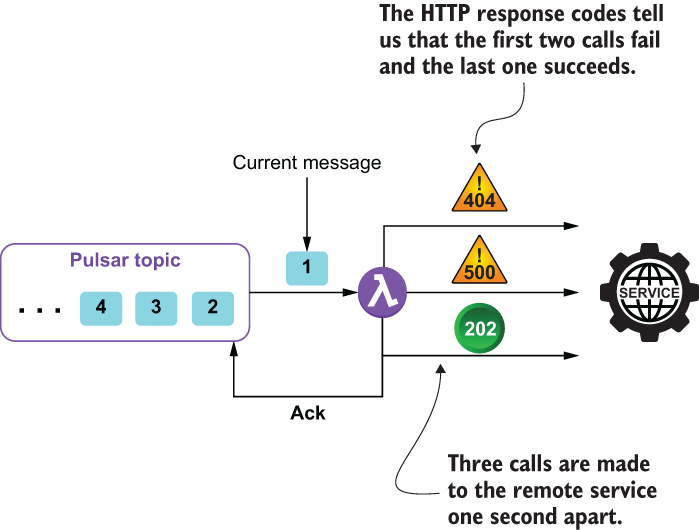 The HTTP response codes tell
us that the first two calls fail
and the last one succeeds.
Current message
!
404
Pulsar topic
1
!
500
. . . 4 3 2
λ
SERVICE
202
Ack
Three calls are made
to the remote service
one second apart.